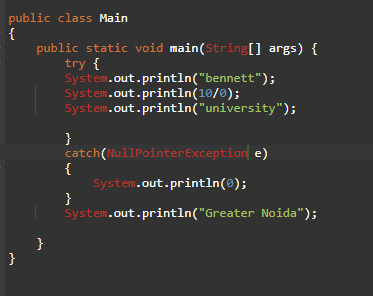 public class Main
{
    public static void main(String[] args) {
        try {
        System.out.println("bennett");
        System.out.println(10/0);
        System.out.println("university");
        }
        catch(NullPointerException e)
        {
            System.out.println(0);
        }
        System.out.println("Greater Noida");
    }
}